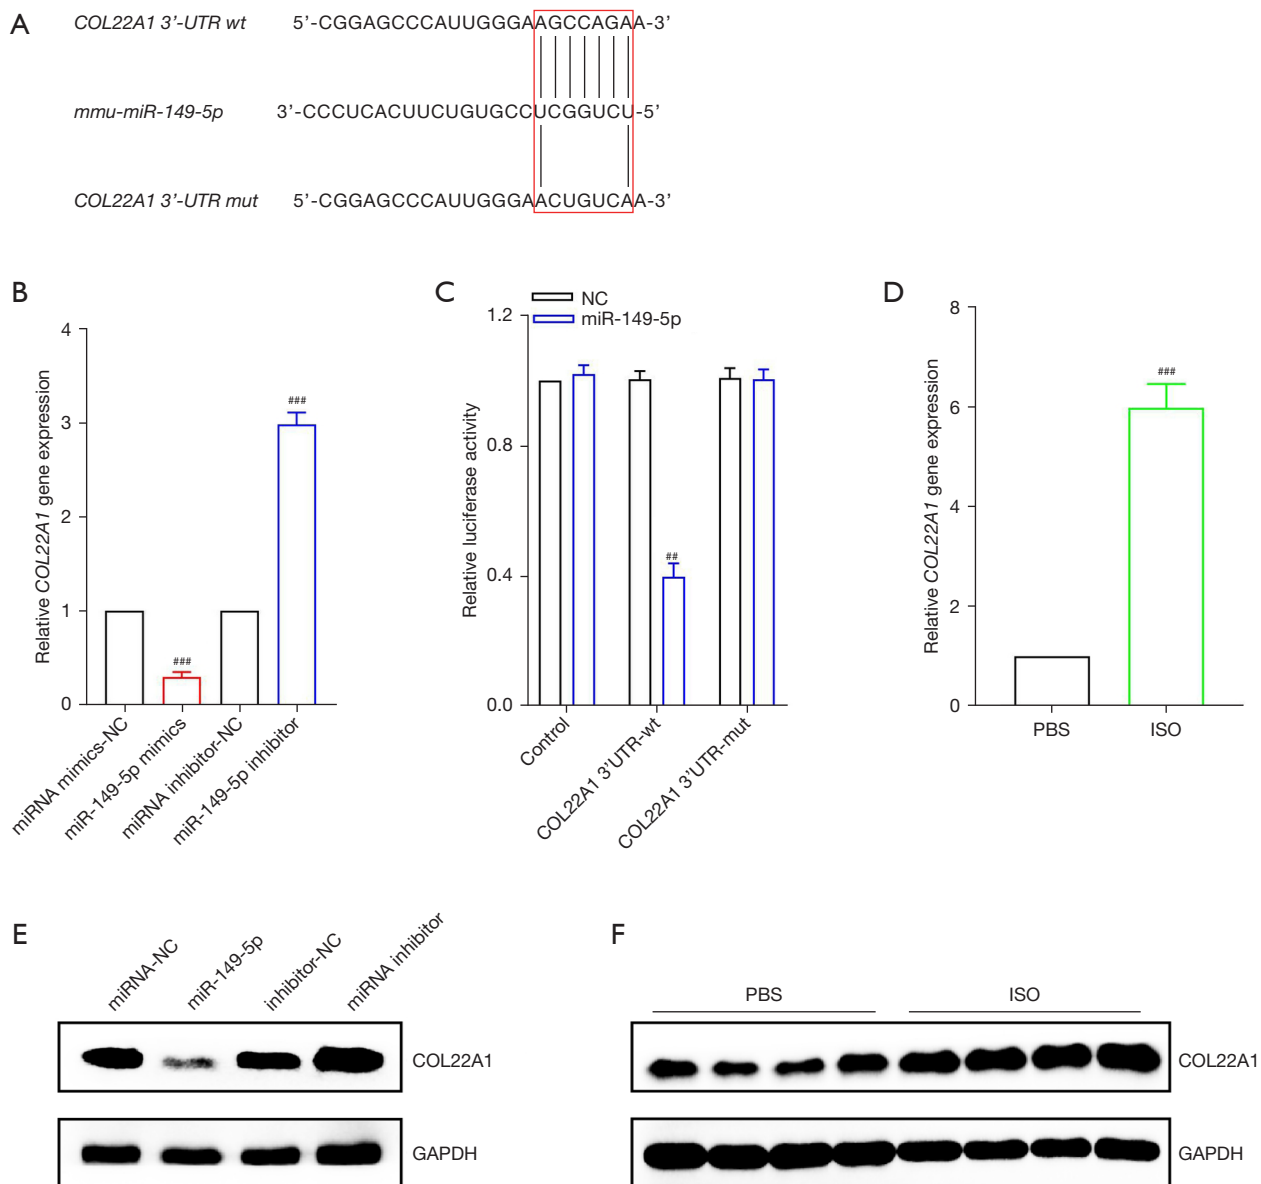 A
COL22A1 3'-UTR wt 5'-CGGAGCCCAUUGGGAAGCCAGAA-3'
mmu-miR-149-5p 3'-CCCUCACUUCUGUGCCUCGGUCU-5'
COL22A1 3'-UTR mut 5'-CGGAGCCCAUUGGGAACUGUCAA-3'
B
Relative COL22A1 gene expression
4
3
2
1
0
###
###
miRNA mimics-NC
miR-149-5p mimics
miRNA inhibitor-NC
miR-149-5p inhibitor
C
NC
miR-149-5p
Relative luciferase activity
1.2
0.8
0.4
0.0
##
Control
COL22A1 3'UTR-wt
COL22A1 3'UTR-mut
D
Relative COL22A1 gene expression
8
6
4
2
0
###
PBS
ISO
E
miRNA-NC
miR-149-5p
inhibitor-NC
miRNA inhibitor
COL22A1
GAPDH
F
PBS
ISO
COL22A1
GAPDH